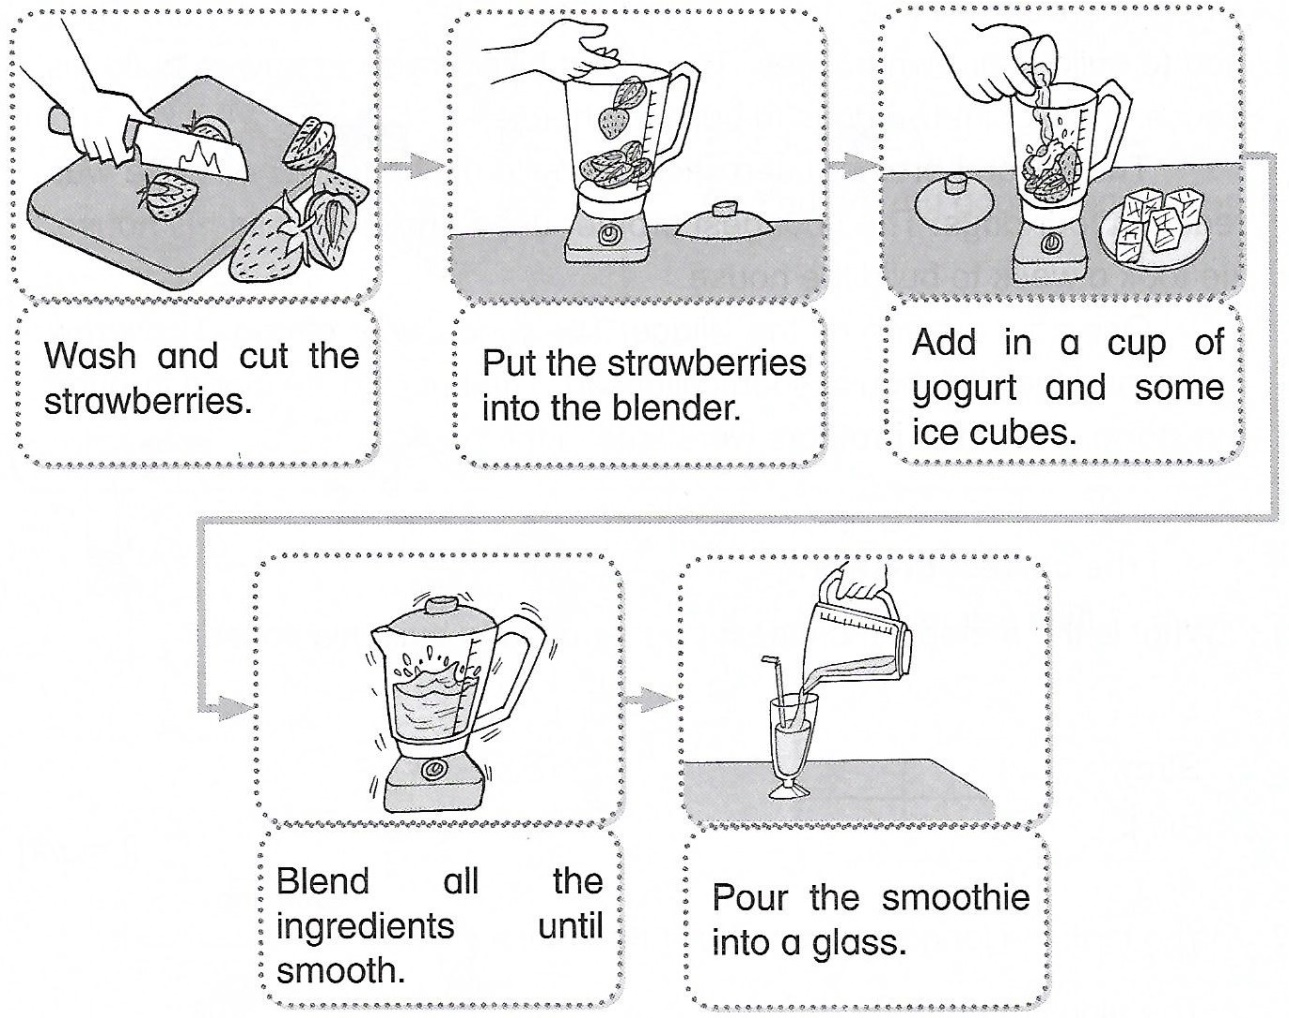 Wash and cut the
strawberries.
Put the strawberries
into the blender.
Add in a cup of
yogurt and some
ice cubes.
Blend all the
ingredients until
smooth.
Pour the smoothie
into a glass.